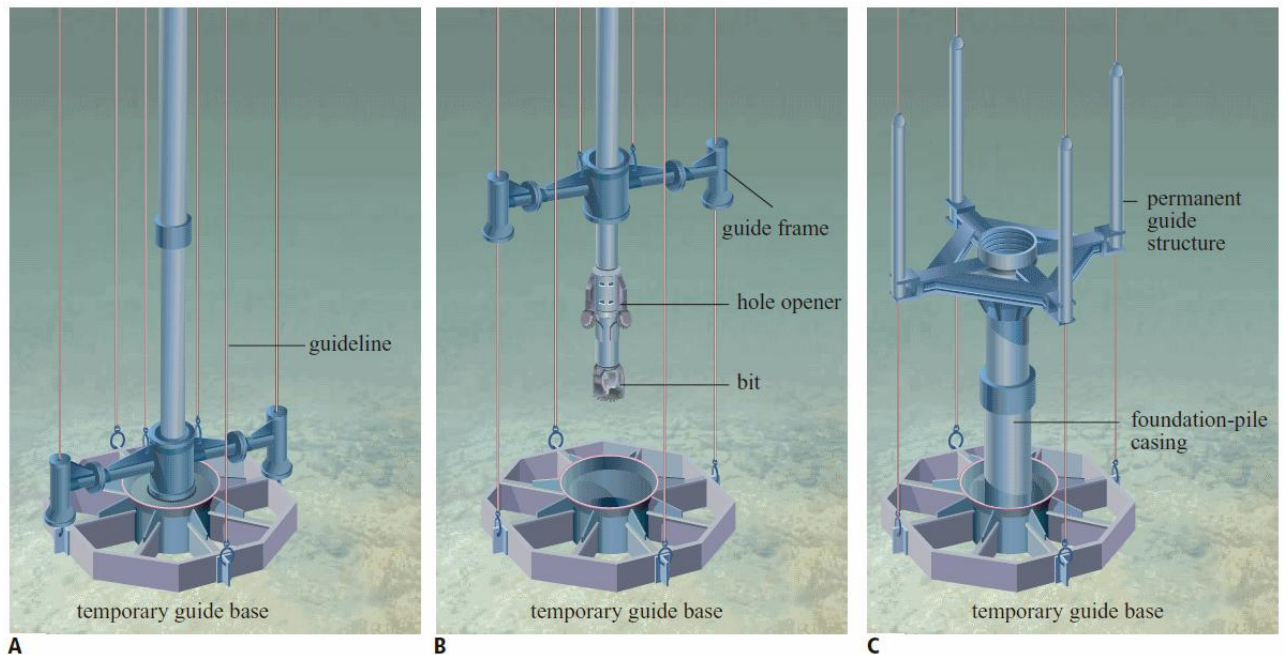 guideline
temporary guide base
A
guide frame
hole opener
bit
temporary guide base
B
permanent
guide
structure
foundation-pile
casing
temporary guide base
C